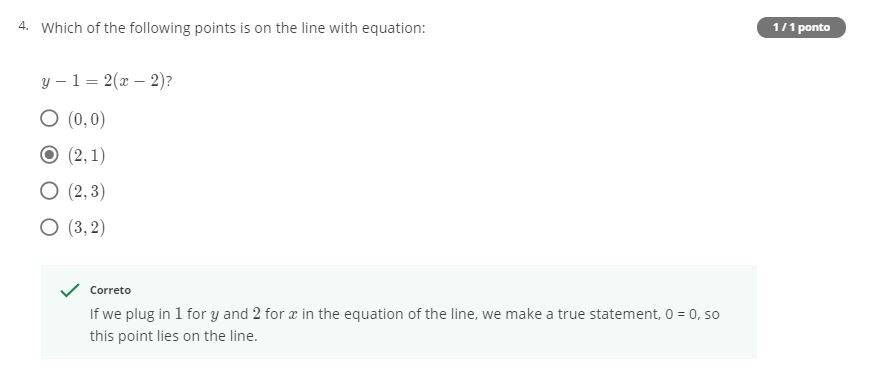 4. Which of the following points is on the line with equation:
1 / 1 ponto
y − 1 = 2(x − 2)?
(0, 0)
(2, 1)
(2, 3)
(3, 2)
Correto
If we plug in 1 for y and 2 for x in the equation of the line, we make a true statement, 0 = 0, so
this point lies on the line.